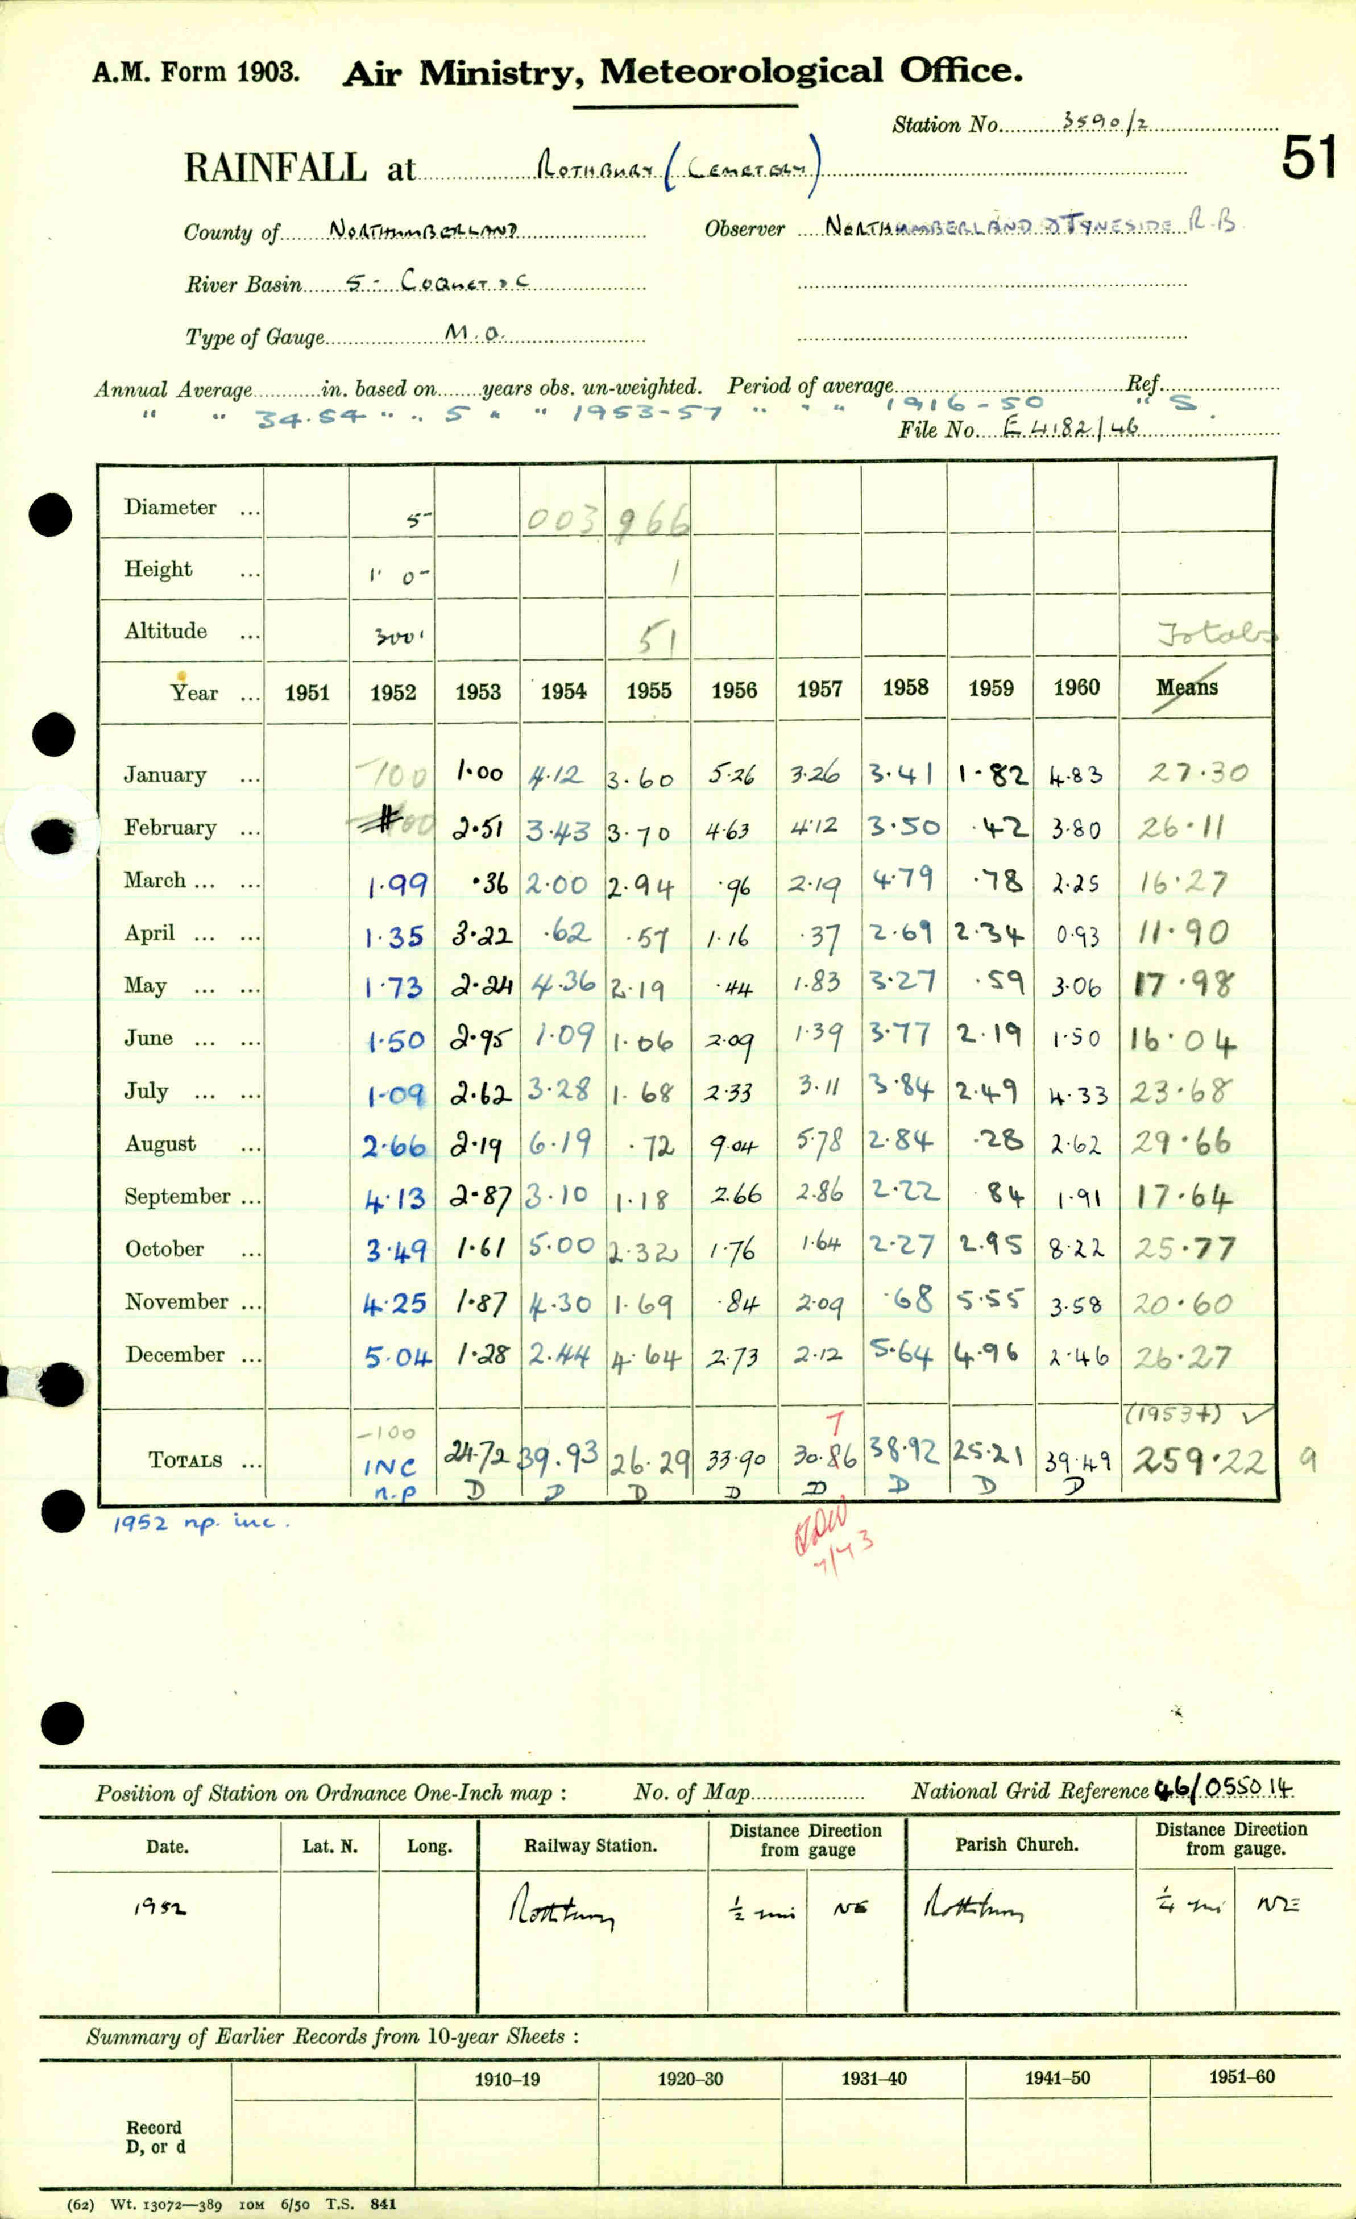 A.M. Form 1903. Air Ministry, Meteorological Office.
Station No. 3590/2
51
RAINFALL at ROTHBURY (CEMETERY)
County of NORTHUMBERLAND Observer NORTHUMBERLAND & TYNESIDE R.B
River Basin 5 - COQUET & C
Type of Gauge M.O.
Annual Average in. based on years obs. un-weighted. Period of average Ref.
" " 34.54 " " 5 " " 1953-57 " " " 1916-50 " S.
File No. E 4182/46
Diameter ... 5" 003 966
Height ... 1' 0" 1
Altitude ... 300' 51 Totals
Year ... 1951 1952 1953 1954 1955 1956 1957 1958 1959 1960 Means
January ... -100 1.00 4.12 3.60 5.26 3.26 3.41 1.82 4.83 27.30
February ... 2.51 3.43 3.70 4.63 4.12 3.50 .42 3.80 26.11
March ... ... 1.99 .36 2.00 2.94 .96 2.19 4.79 .78 2.25 16.27
April ... ... 1.35 3.22 .62 .57 1.16 .37 2.69 2.34 0.93 11.90
May ... ... 1.73 2.24 4.36 2.19 .44 1.83 3.27 .59 3.06 17.98
June ... ... 1.50 2.95 1.09 1.06 2.09 1.39 3.77 2.19 1.50 16.04
July ... ... 1.09 2.62 3.28 1.68 2.33 3.11 3.84 2.49 4.33 23.68
August ... 2.66 2.19 6.19 .72 9.04 5.78 2.84 .28 2.62 29.66
September ... 4.13 2.87 3.10 1.18 2.66 2.86 2.22 84 1.91 17.64
October ... 3.49 1.61 5.00 2.32 1.76 1.64 2.27 2.95 8.22 25.77
November ... 4.25 1.87 4.30 1.69 .84 2.09 .68 5.55 3.58 20.60
December ... 5.04 1.28 2.44 4.64 2.73 2.12 5.64 4.96 2.46 26.27
-100 7 (1953+) ✓
TOTALS ... INC 24.72 39.93 26.29 33.90 30.86 38.92 25.21 39.49 259.22 9
n.p D D D D D D D D
1952 np. inc.
7/73
Position of Station on Ordnance One-Inch map : No. of Map National Grid Reference 46/055014
Date. Lat. N. Long. Railway Station. Distance from gauge Direction Parish Church. Distance from gauge. Direction
1952 Rothbury ½ mi NE Rothbury ¼ mi NE
Summary of Earlier Records from 10-year Sheets :
1910–19 1920–30 1931–40 1941–50 1951–60
Record
D, or d
(62) Wt. 13072—389 10M 6/50 T.S. 841